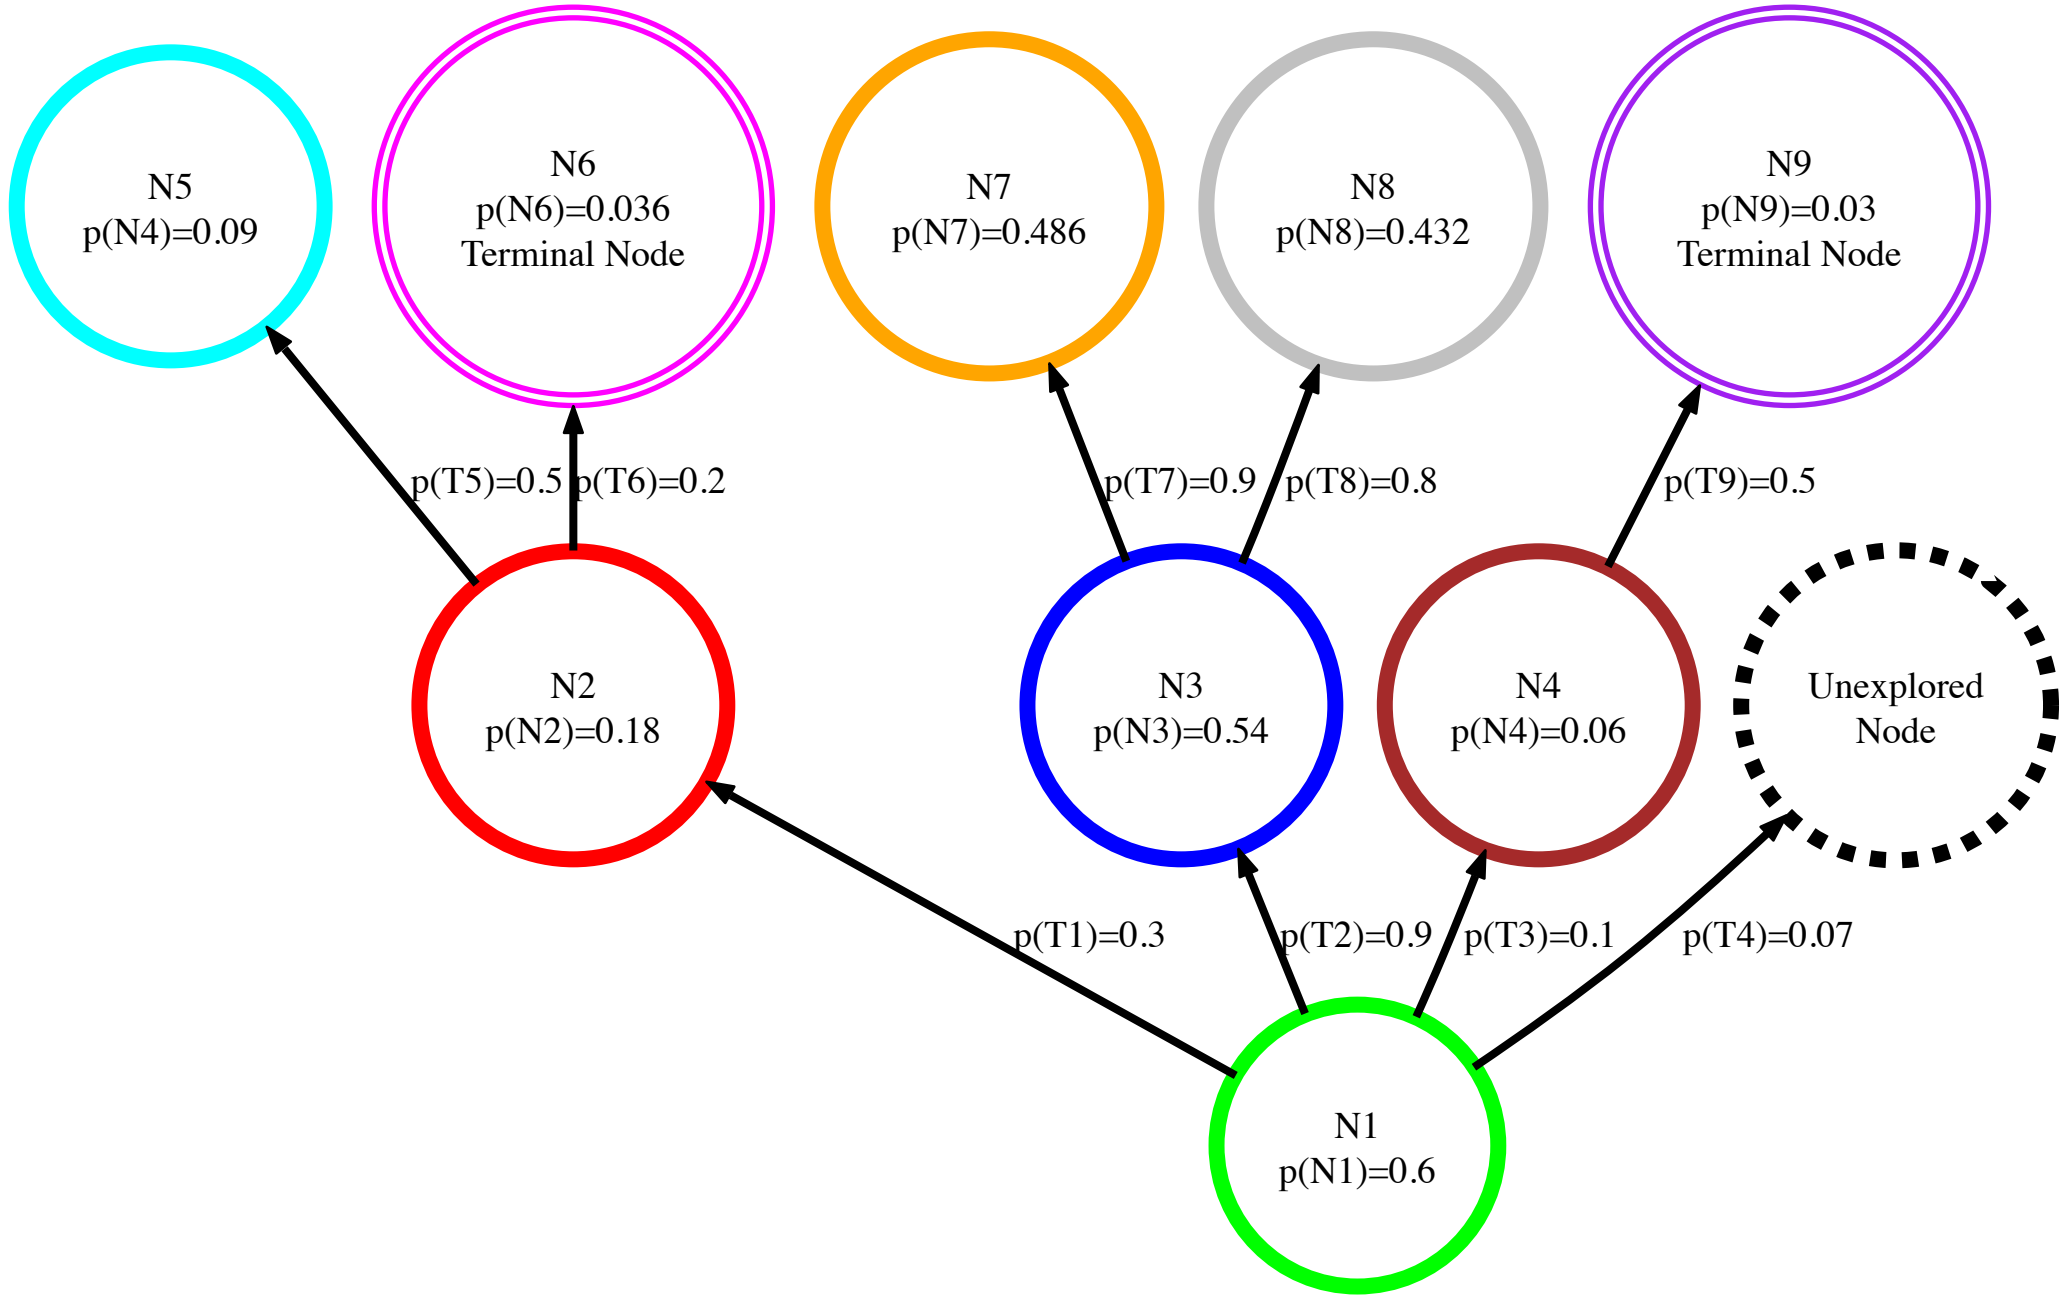 N5
p(N4)=0.09
N6
p(N6)=0.036
Terminal Node
N7
p(N7)=0.486
N8
p(N8)=0.432
N9
p(N9)=0.03
Terminal Node
p(T5)=0.5
p(T6)=0.2
p(T7)=0.9
p(T8)=0.8
p(T9)=0.5
N2
p(N2)=0.18
N3
p(N3)=0.54
N4
p(N4)=0.06
Unexplored
Node
p(T1)=0.3
p(T2)=0.9
p(T3)=0.1
p(T4)=0.07
N1
p(N1)=0.6